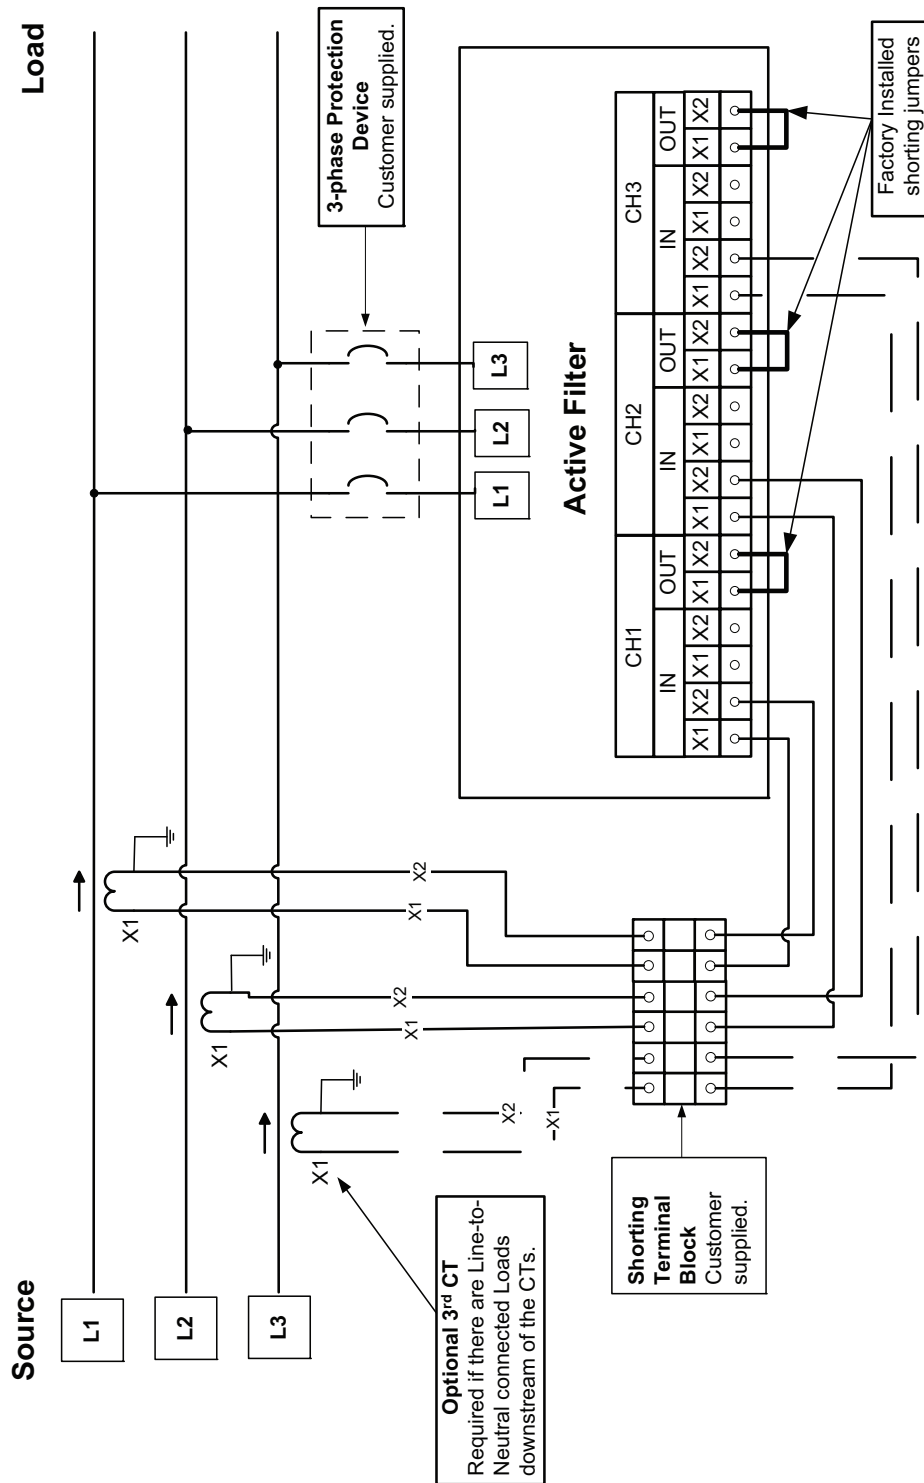 Source
Load
L1
L2
L3
X1
X1
X1
X1
X2
X1
X2
X1
X2
Optional 3rd CT
Required if there are Line-to-
Neutral connected Loads
downstream of the CTs.
3-phase Protection
Device
Customer supplied.
L1
L2
L3
Active Filter
CH1
CH2
CH3
IN
OUT
IN
OUT
IN
OUT
X1 X2 X1 X2 X1 X2 X1 X2 X1 X2 X1 X2 X1 X2 X1 X2 X1 X2
Shorting
Terminal
Block
Customer
supplied.
Factory Installed
shorting jumpers